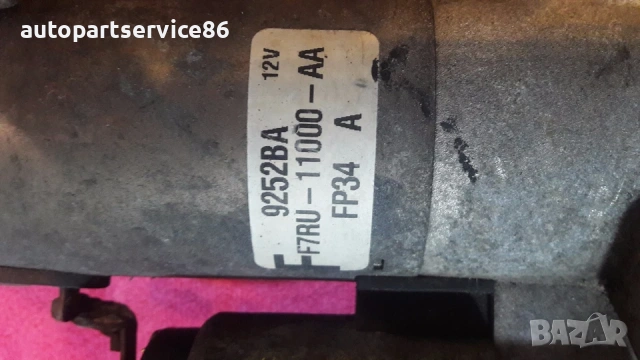 autopartservice86
9252BA 12V
F7RU-11000-AA
FP34 A
BAZAR